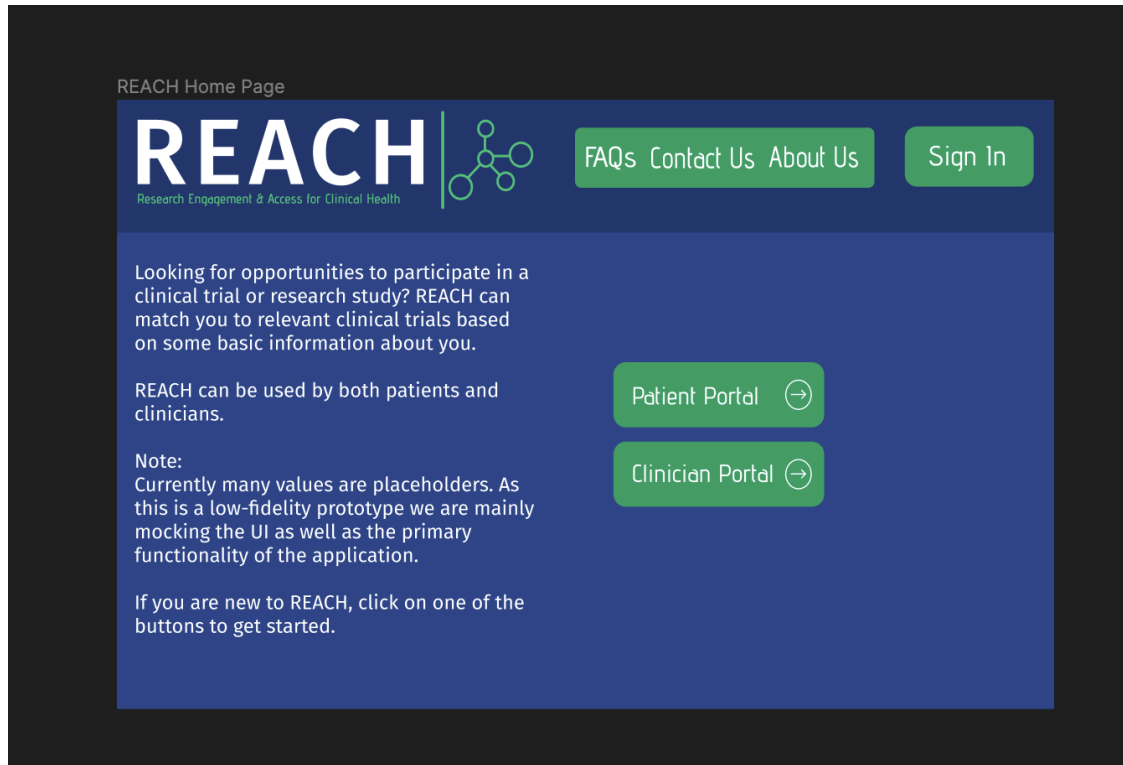 REACH Home Page
REACH
Research Engagement & Access for Clinical Health
FAQs Contact Us About Us
Sign In
Looking for opportunities to participate in a
clinical trial or research study? REACH can
match you to relevant clinical trials based
on some basic information about you.
REACH can be used by both patients and
clinicians.
Note:
Currently many values are placeholders. As
this is a low-fidelity prototype we are mainly
mocking the UI as well as the primary
functionality of the application.
If you are new to REACH, click on one of the
buttons to get started.
Patient Portal
Clinician Portal